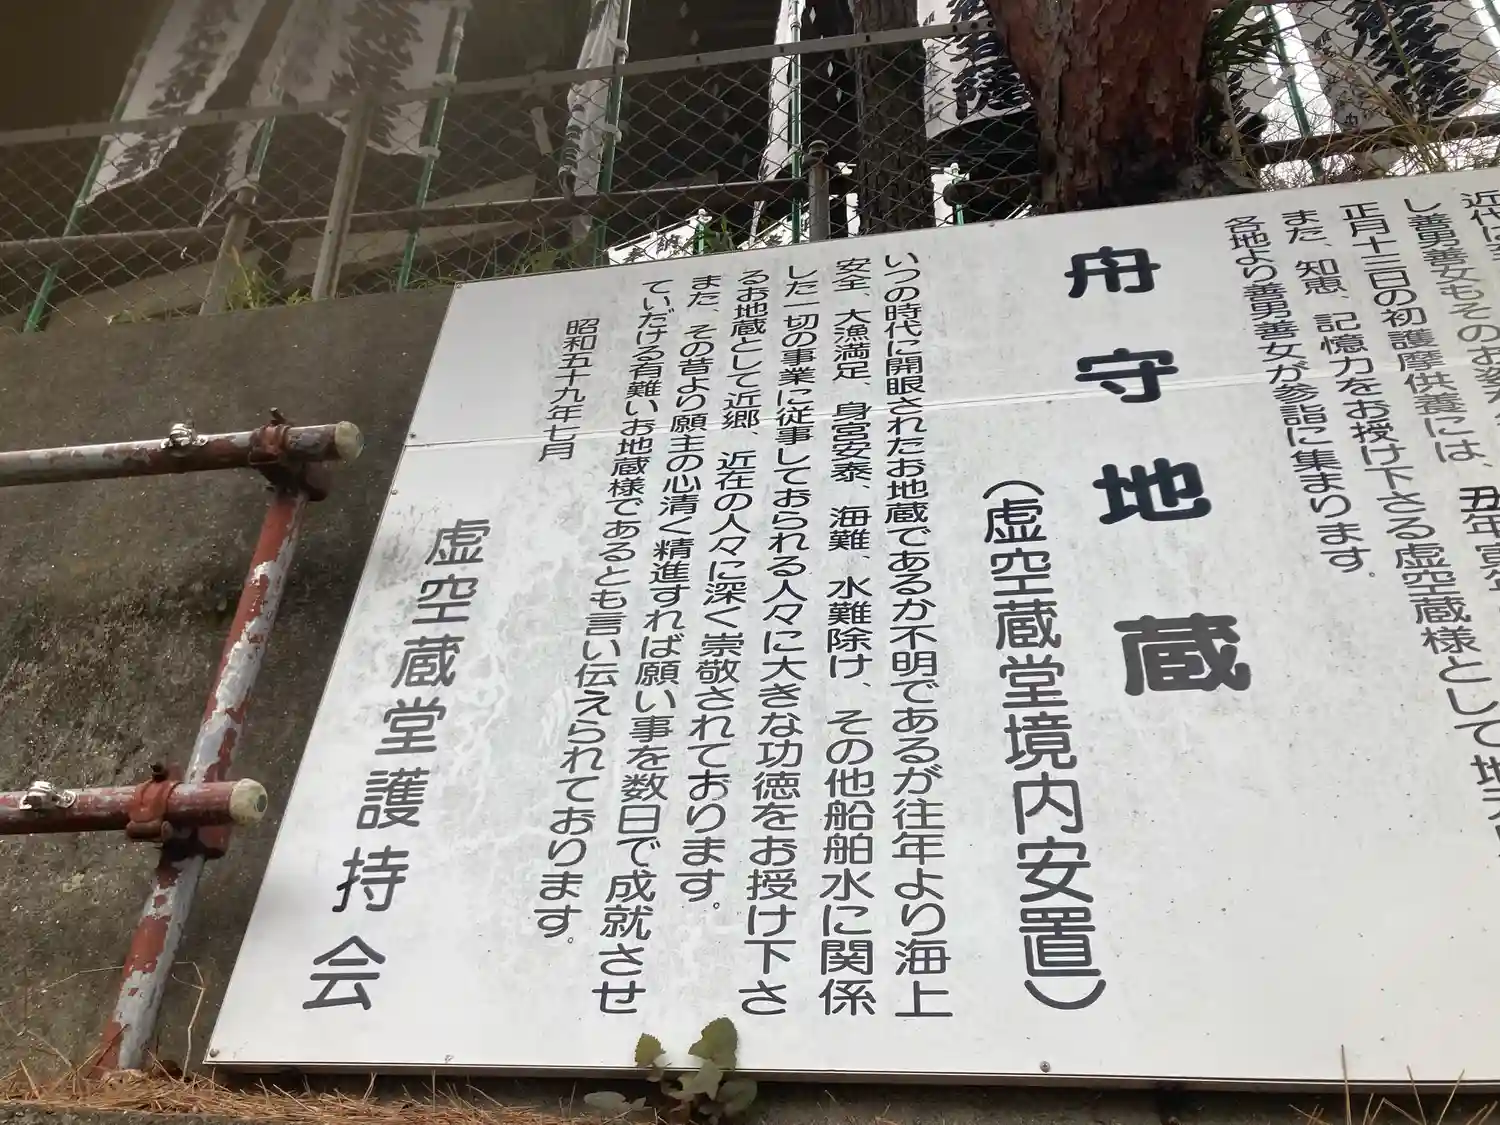 し善男善女もそのお姿
正月十三日の初護摩供養には、丑年寅年
虚空蔵様として地元
また、知恵、記憶力をお授け下さる
各地より善男善女が参詣に集まります。
舟守地蔵
(虚空蔵堂境内安置)
いつの時代に開眼されたお地蔵であるか不明であるが往年より海上
安全、大漁満足、身宮安泰、海難、水難除け、その他船舶水に関係
した一切の事業に従事しておられる人々に大きな功徳をお授け下さ
るお地蔵として近郷、近在の人々に深く崇敬されております。
また、その昔より願主の心清く精進すれば願い事を数日で成就させ
ていただける有難いお地蔵様であるとも言い伝えられております。
昭和五十九年七月
虚空蔵堂護持会